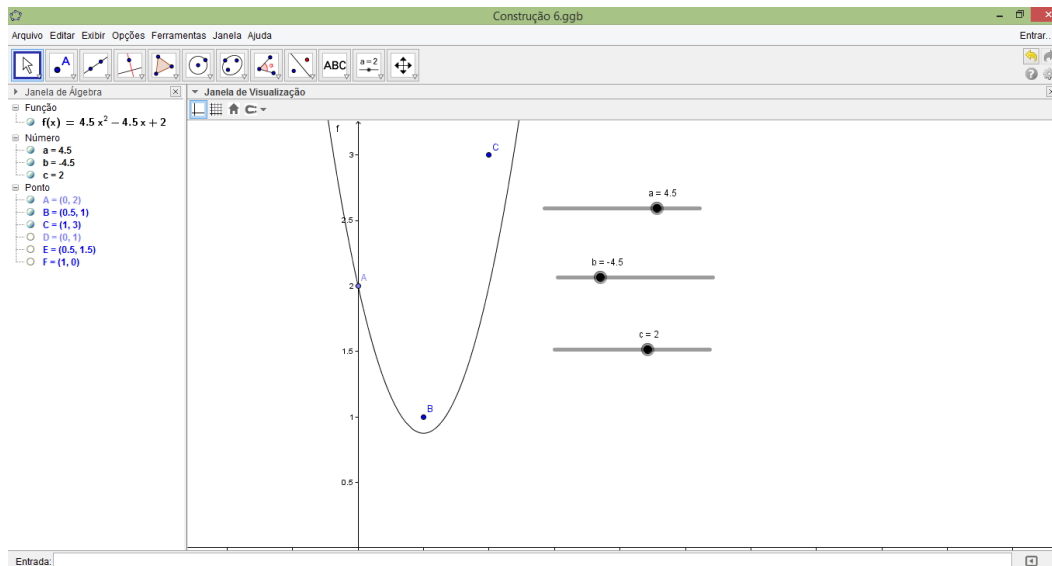 Construção 6.ggb
Arquivo Editar Exibir Opções Ferramentas Janela Ajuda
Entrar...
A
ABC
a = 2
Janela de Álgebra
Função
f(x) = 4.5 x² − 4.5 x + 2
Número
a = 4.5
b = -4.5
c = 2
Ponto
A = (0, 2)
B = (0.5, 1)
C = (1, 3)
D = (0, 1)
E = (0.5, 1.5)
F = (1, 0)
Janela de Visualização
f
3
C
a = 4.5
2.5
b = -4.5
A
2
c = 2
1.5
B
1
0.5
Entrada: